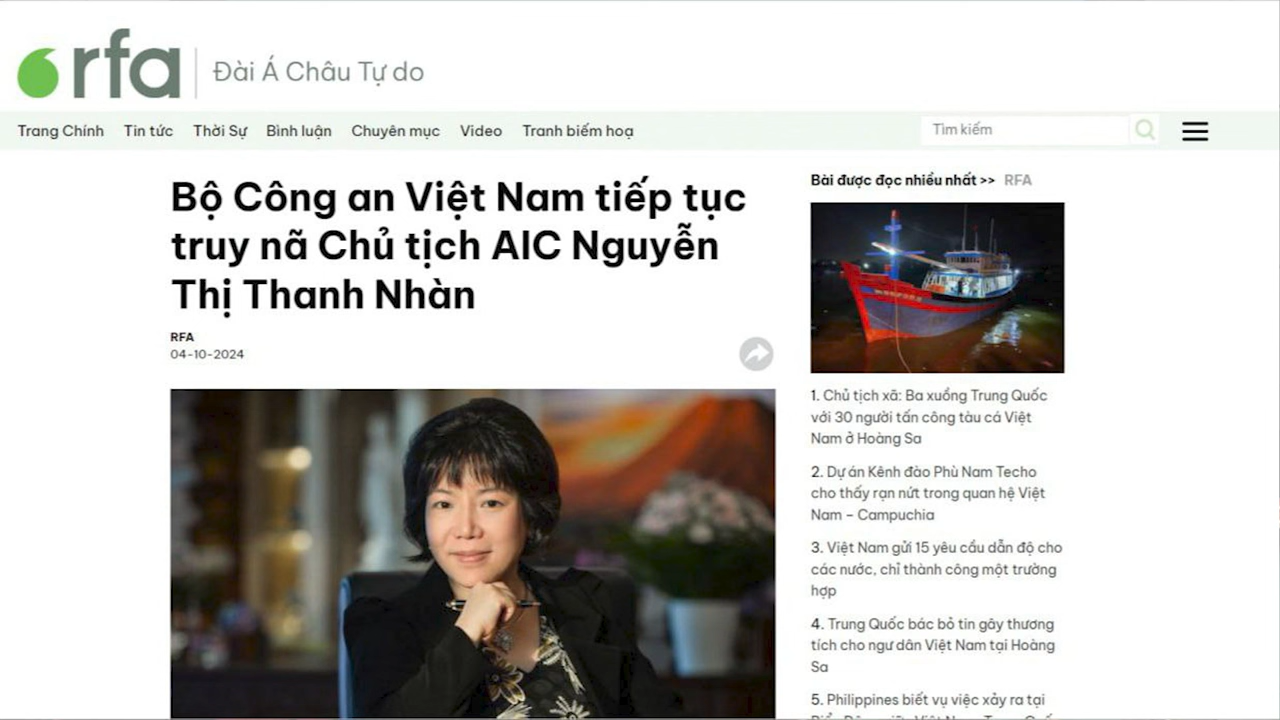 rfa Đài Á Châu Tự do
Trang Chính Tin tức Thời Sự Bình luận Chuyên mục Video Tranh biếm hoạ
Tìm kiếm
Bộ Công an Việt Nam tiếp tục
truy nã Chủ tịch AIC Nguyễn
Thị Thanh Nhàn
RFA
04-10-2024
Bài được đọc nhiều nhất >> RFA
1. Chủ tịch xã: Ba xuồng Trung Quốc
với 30 người tấn công tàu cá Việt
Nam ở Hoàng Sa
2. Dự án Kênh đào Phù Nam Techo
cho thấy rạn nứt trong quan hệ Việt
Nam – Campuchia
3. Việt Nam gửi 15 yêu cầu dẫn độ cho
các nước, chỉ thành công một trường
hợp
4. Trung Quốc bác bỏ tin gây thương
tích cho ngư dân Việt Nam tại Hoàng
Sa
5. Philippines biết vụ việc xảy ra tại